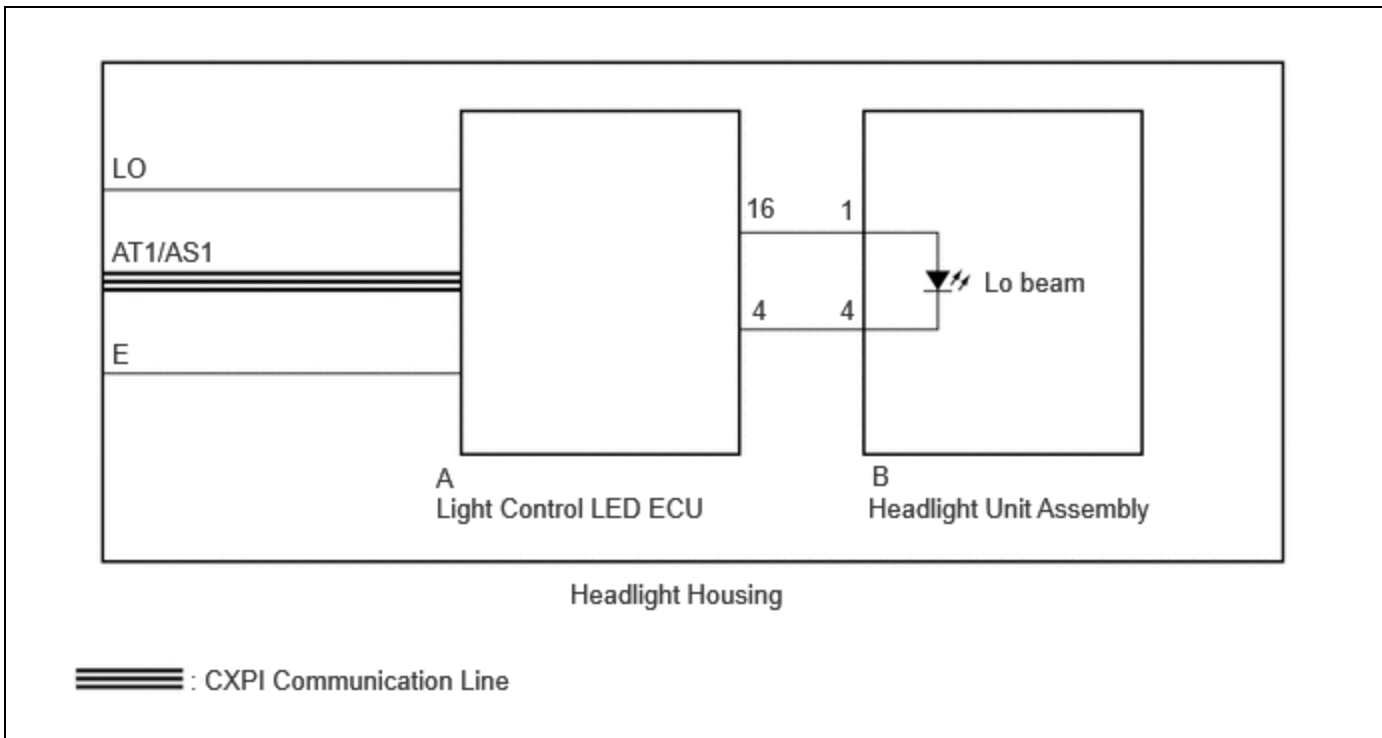 LO
AT1/AS1
E
16
1
4
4
Lo beam
A
Light Control LED ECU
B
Headlight Unit Assembly
Headlight Housing
: CXPI Communication Line